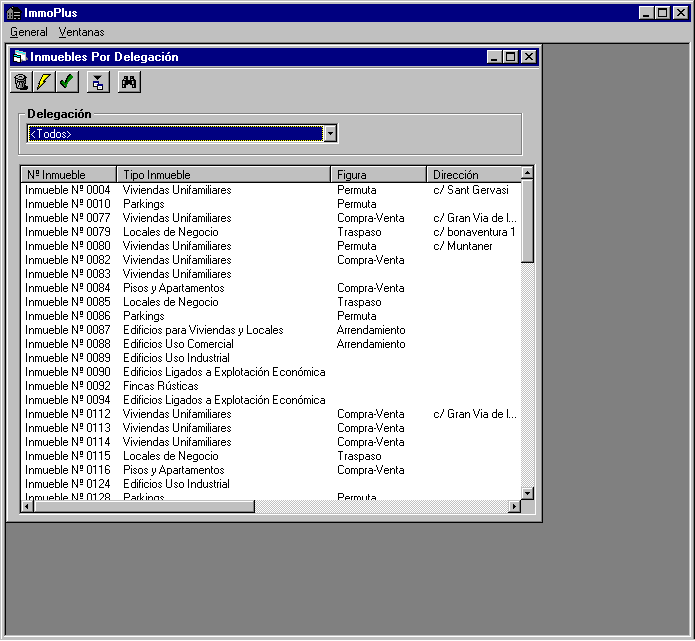 ImmoPlus
General Ventanas
Inmuebles Por Delegación
Delegación
<Todos>
Nº Inmueble Tipo Inmueble Figura Dirección
Inmueble Nº 0004 Viviendas Unifamiliares Permuta c/ Sant Gervasi
Inmueble Nº 0010 Parkings Permuta
Inmueble Nº 0077 Viviendas Unifamiliares Compra-Venta c/ Gran Via de l...
Inmueble Nº 0079 Locales de Negocio Traspaso c/ bonaventura 1
Inmueble Nº 0080 Viviendas Unifamiliares Permuta c/ Muntaner
Inmueble Nº 0082 Viviendas Unifamiliares Compra-Venta
Inmueble Nº 0083 Viviendas Unifamiliares
Inmueble Nº 0084 Pisos y Apartamentos Compra-Venta
Inmueble Nº 0085 Locales de Negocio Traspaso
Inmueble Nº 0086 Parkings Permuta
Inmueble Nº 0087 Edificios para Viviendas y Locales Arrendamiento
Inmueble Nº 0088 Edificios Uso Comercial Arrendamiento
Inmueble Nº 0089 Edificios Uso Industrial
Inmueble Nº 0090 Edificios Ligados a Explotación Económica
Inmueble Nº 0092 Fincas Rústicas
Inmueble Nº 0094 Edificios Ligados a Explotación Económica
Inmueble Nº 0112 Viviendas Unifamiliares Compra-Venta c/ Gran Via de l...
Inmueble Nº 0113 Viviendas Unifamiliares Compra-Venta
Inmueble Nº 0114 Viviendas Unifamiliares Compra-Venta
Inmueble Nº 0115 Locales de Negocio Traspaso
Inmueble Nº 0116 Pisos y Apartamentos Compra-Venta
Inmueble Nº 0124 Edificios Uso Industrial
Inmueble Nº 0128 Parkings Permuta